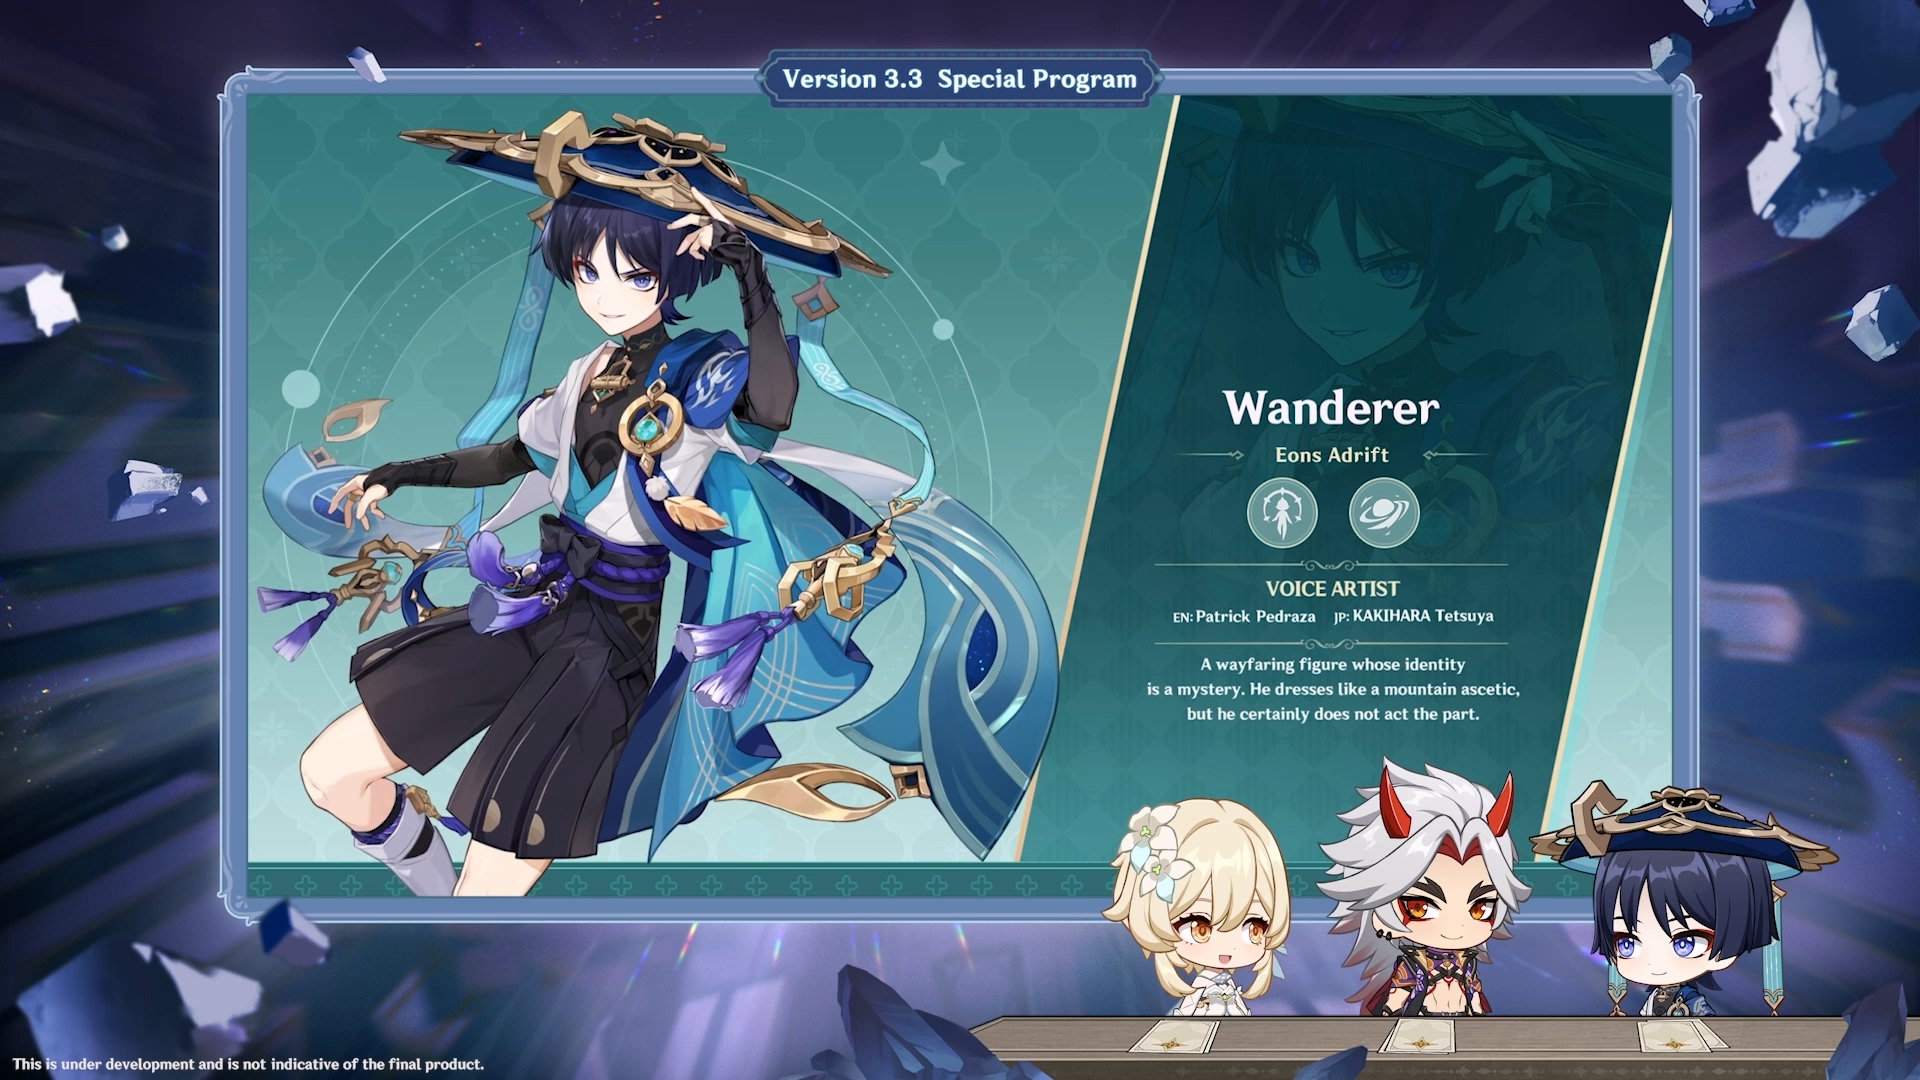 Version 3.3 Special Program
Wanderer
Eons Adrift
VOICE ARTIST
EN: Patrick Pedraza JP: KAKIHARA Tetsuya
A wayfaring figure whose identity
is a mystery. He dresses like a mountain ascetic,
but he certainly does not act the part.
This is under development and is not indicative of the final product.